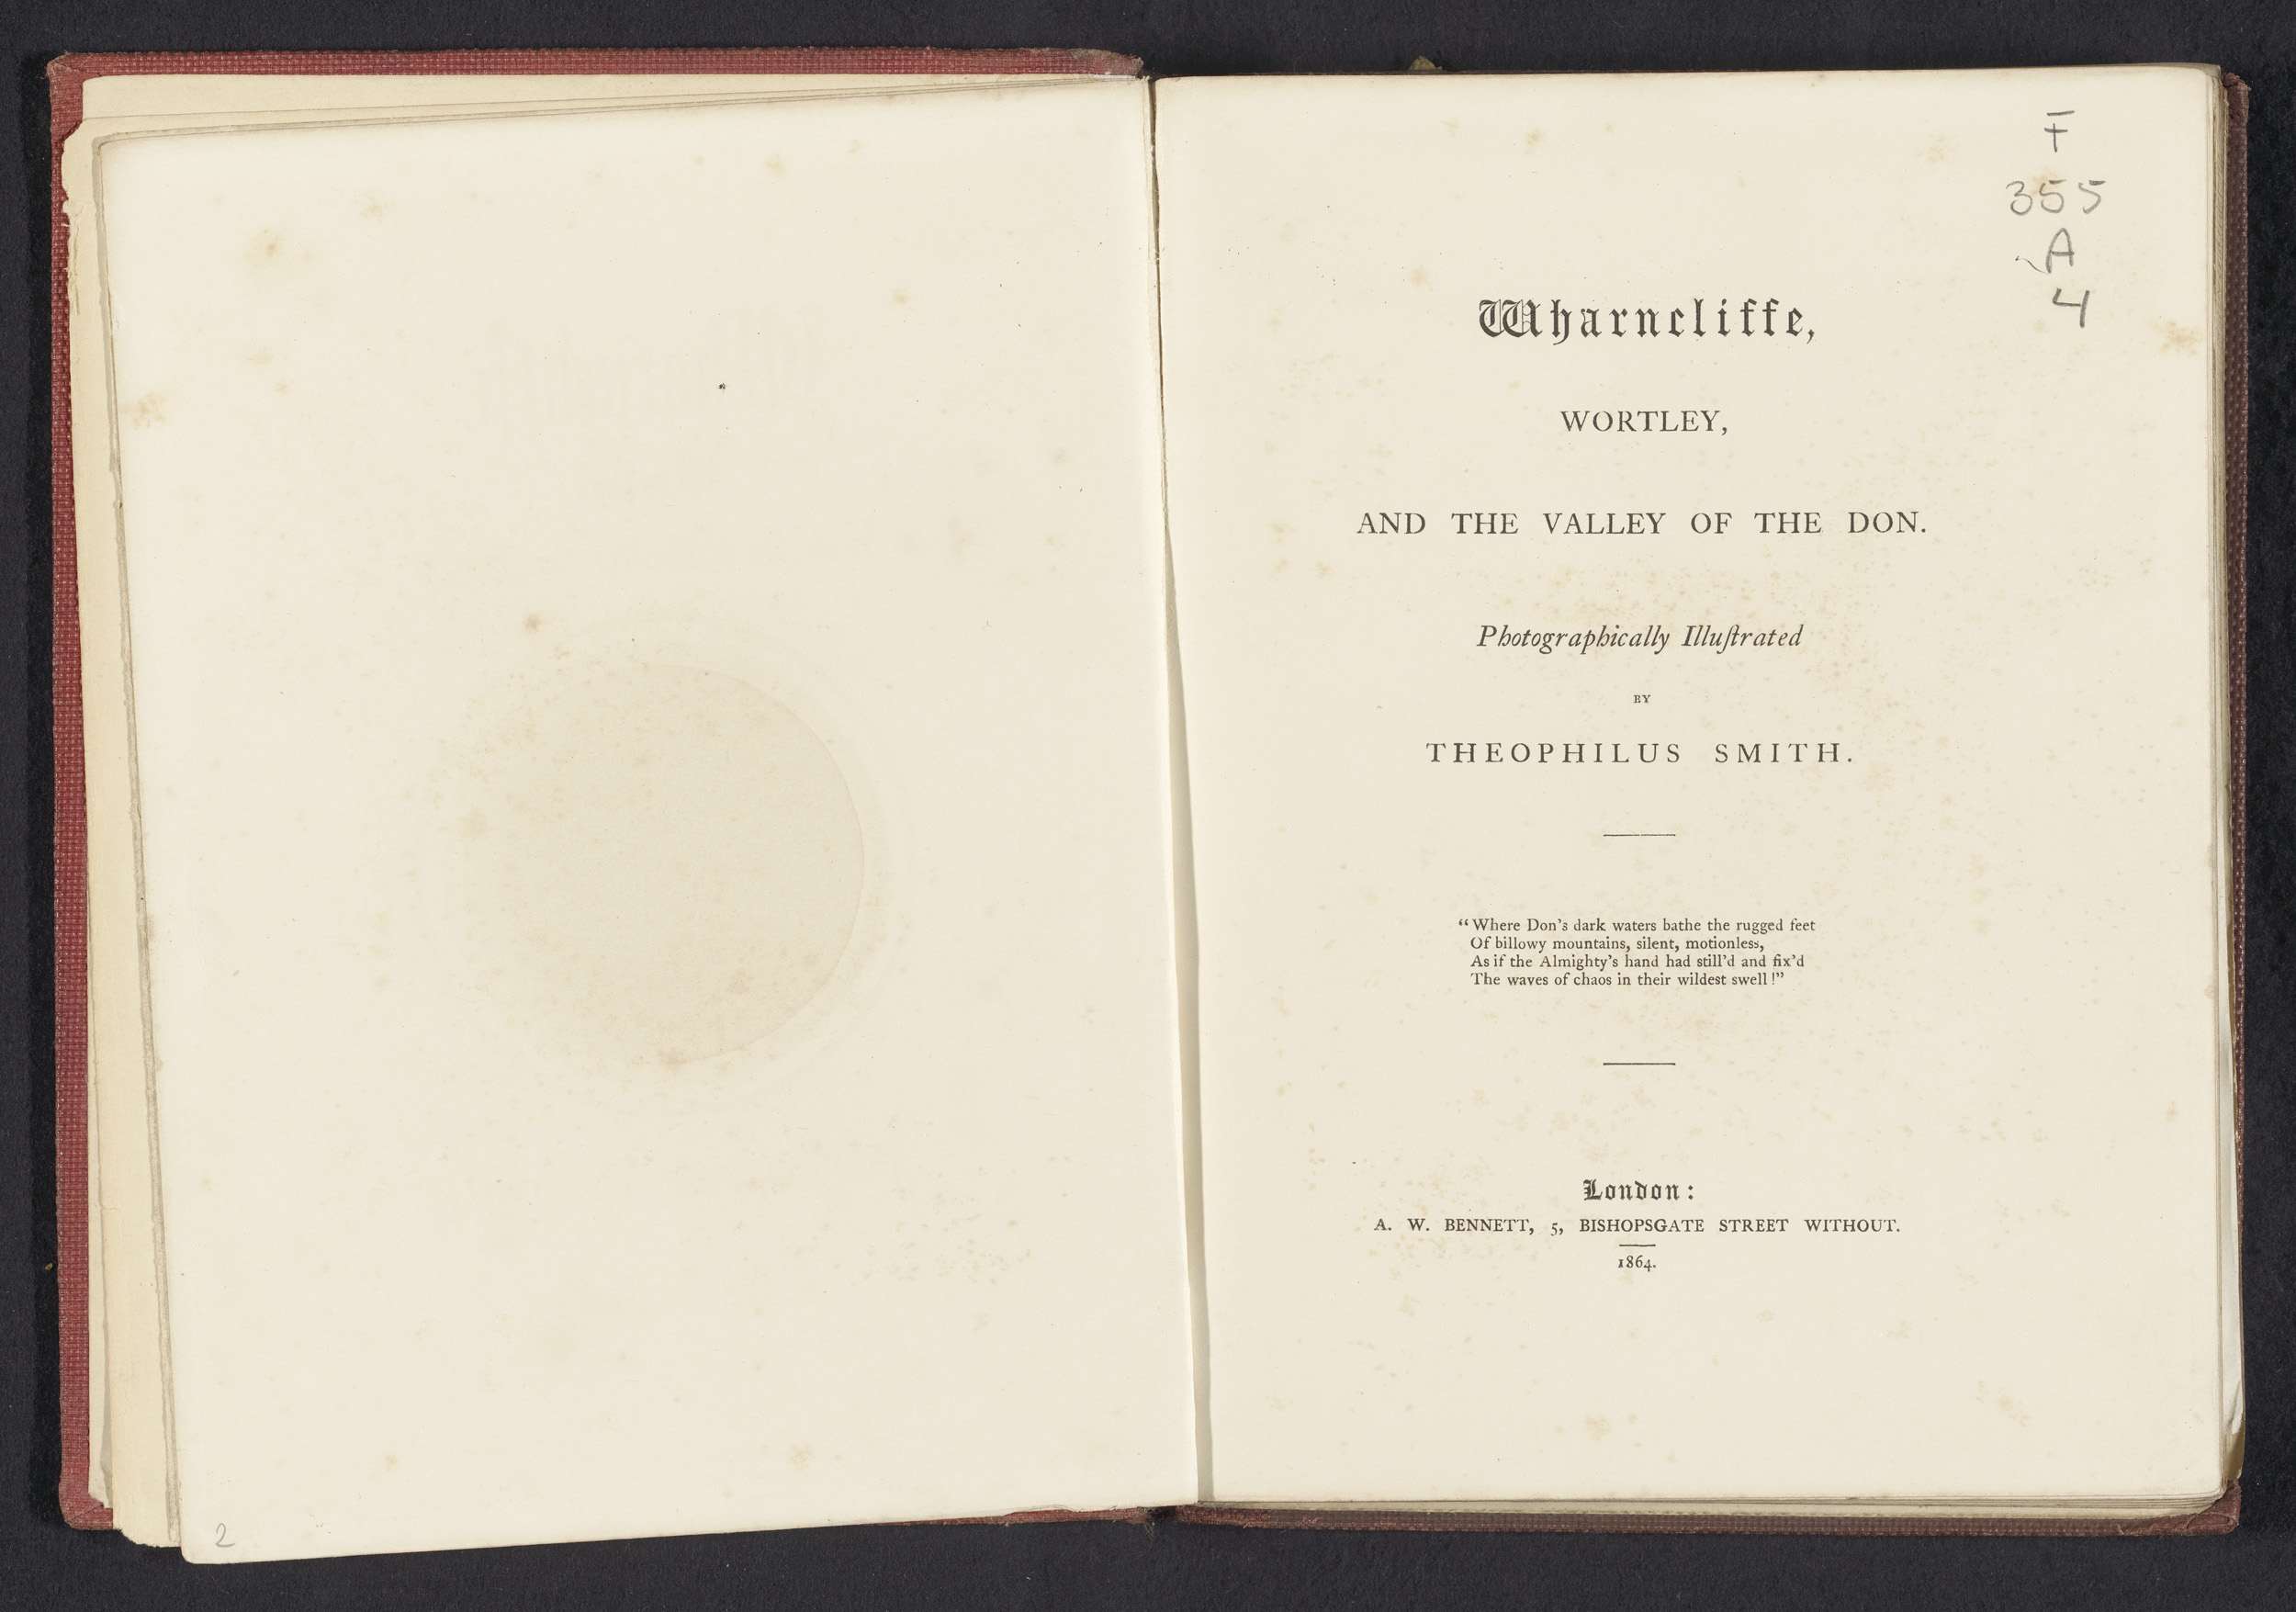 2
F
355
A
4
Wharncliffe,
WORTLEY,
AND THE VALLEY OF THE DON.
Photographically Illuſtrated
BY
THEOPHILUS SMITH.
“Where Don’s dark waters bathe the rugged feet
Of billowy mountains, silent, motionless,
As if the Almighty’s hand had still’d and fix’d
The waves of chaos in their wildest swell!”
London:
A. W. BENNETT, 5, BISHOPSGATE STREET WITHOUT.
1864.